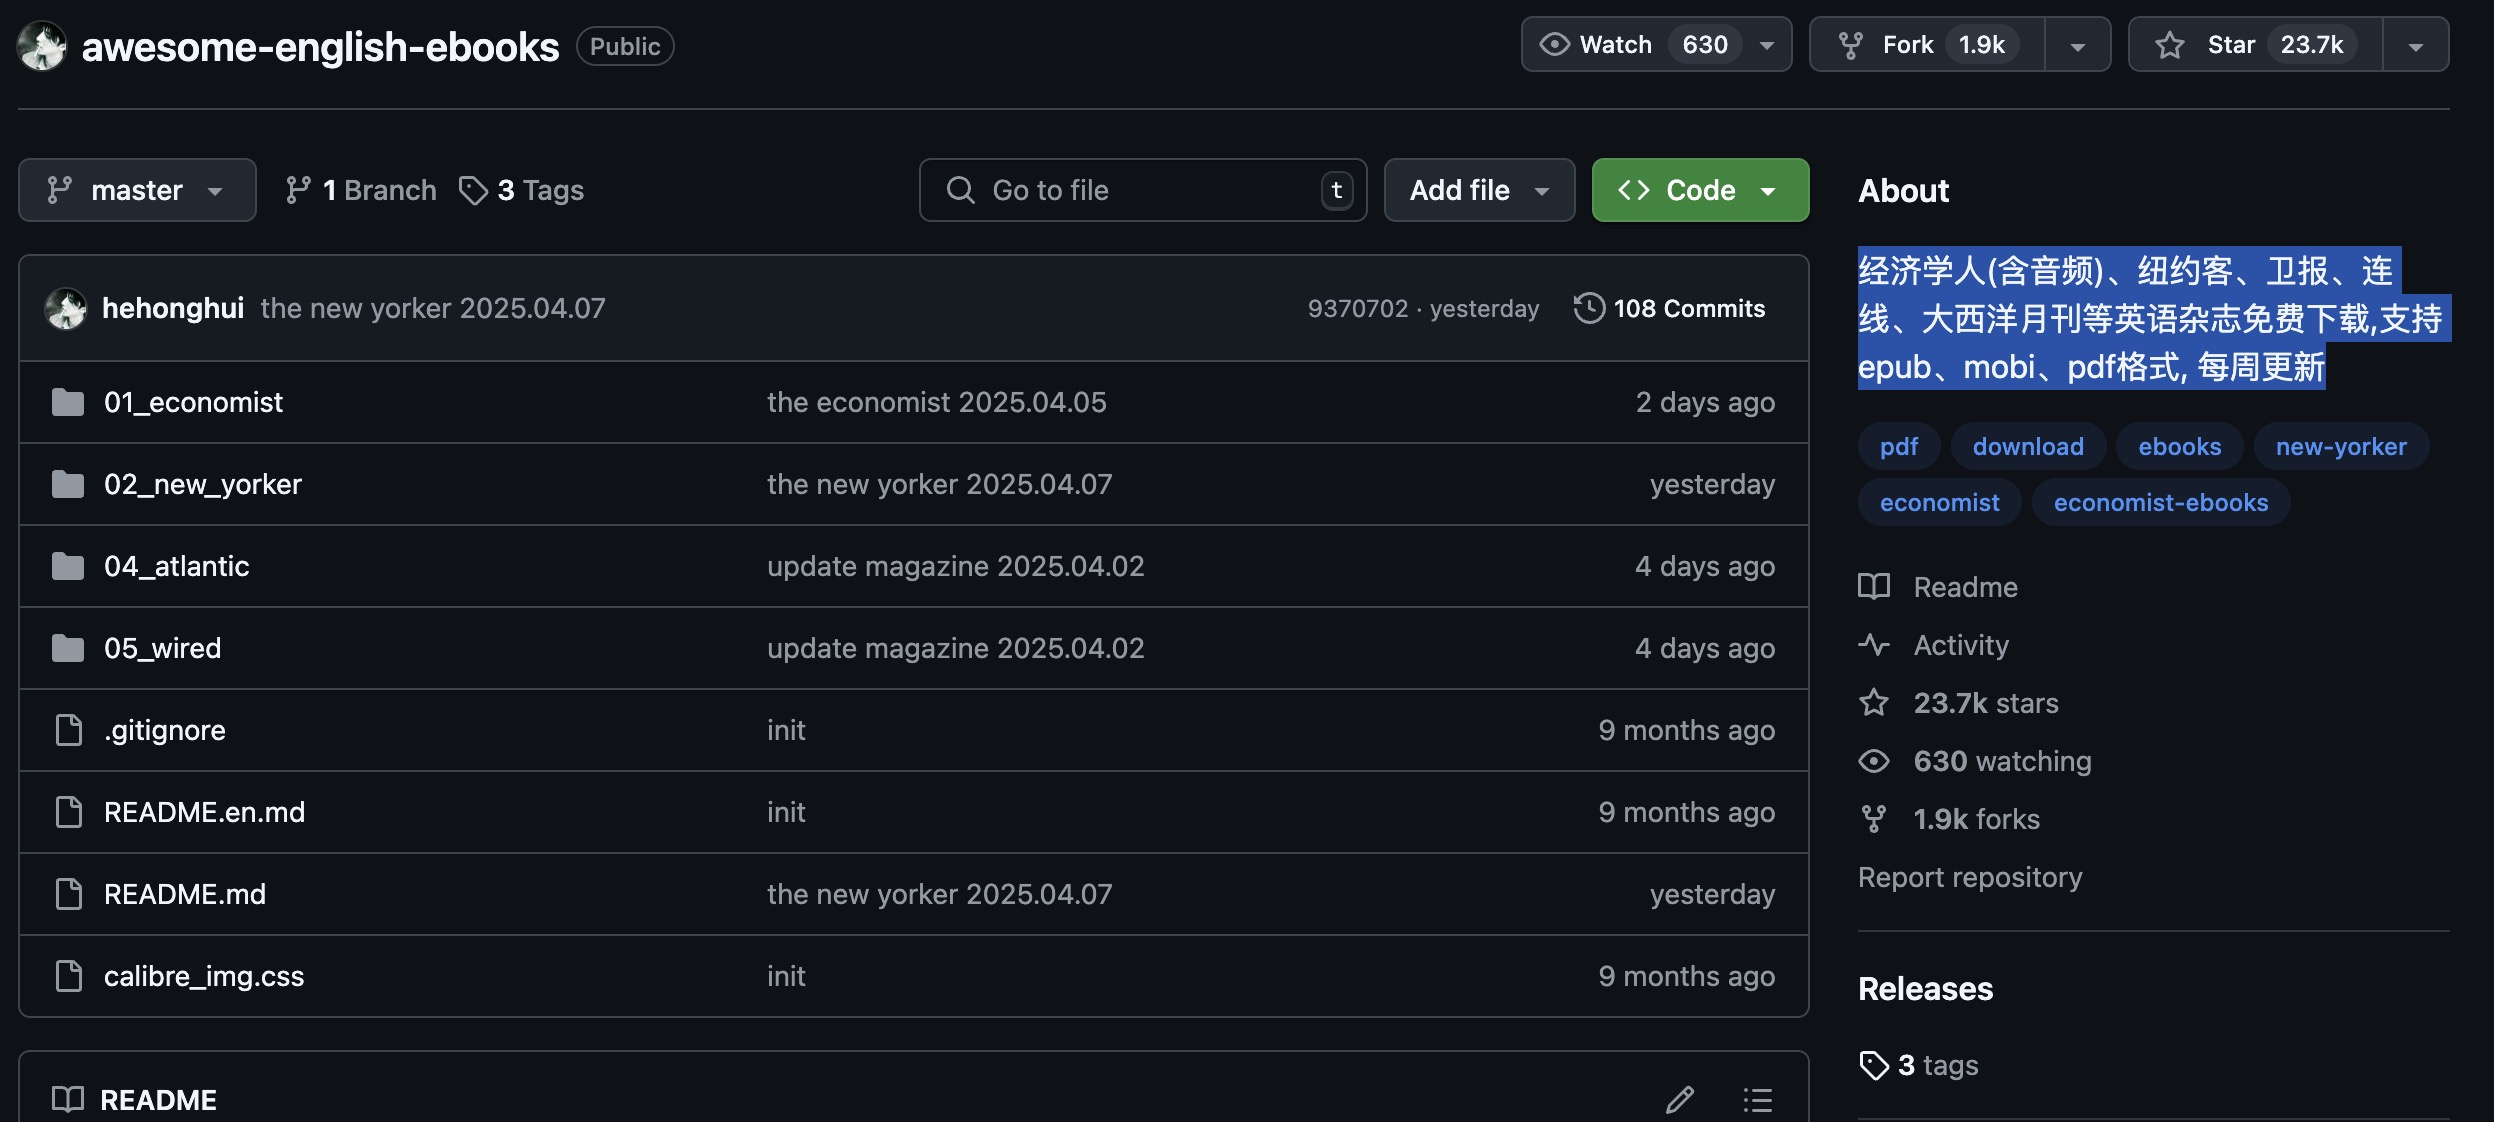 awesome-english-ebooks Public
Watch 630
Fork 1.9k
Star 23.7k
master
1 Branch
3 Tags
Go to file
t
Add file
Code
hehonghui the new yorker 2025.04.07 9370702 · yesterday 108 Commits
01_economist the economist 2025.04.05 2 days ago
02_new_yorker the new yorker 2025.04.07 yesterday
04_atlantic update magazine 2025.04.02 4 days ago
05_wired update magazine 2025.04.02 4 days ago
.gitignore init 9 months ago
README.en.md init 9 months ago
README.md the new yorker 2025.04.07 yesterday
calibre_img.css init 9 months ago
README
About
经济学人(含音频)、纽约客、卫报、连
线、大西洋月刊等英语杂志免费下载,支持
epub、mobi、pdf格式, 每周更新
pdf download ebooks new-yorker
economist economist-ebooks
Readme
Activity
23.7k stars
630 watching
1.9k forks
Report repository
Releases
3 tags